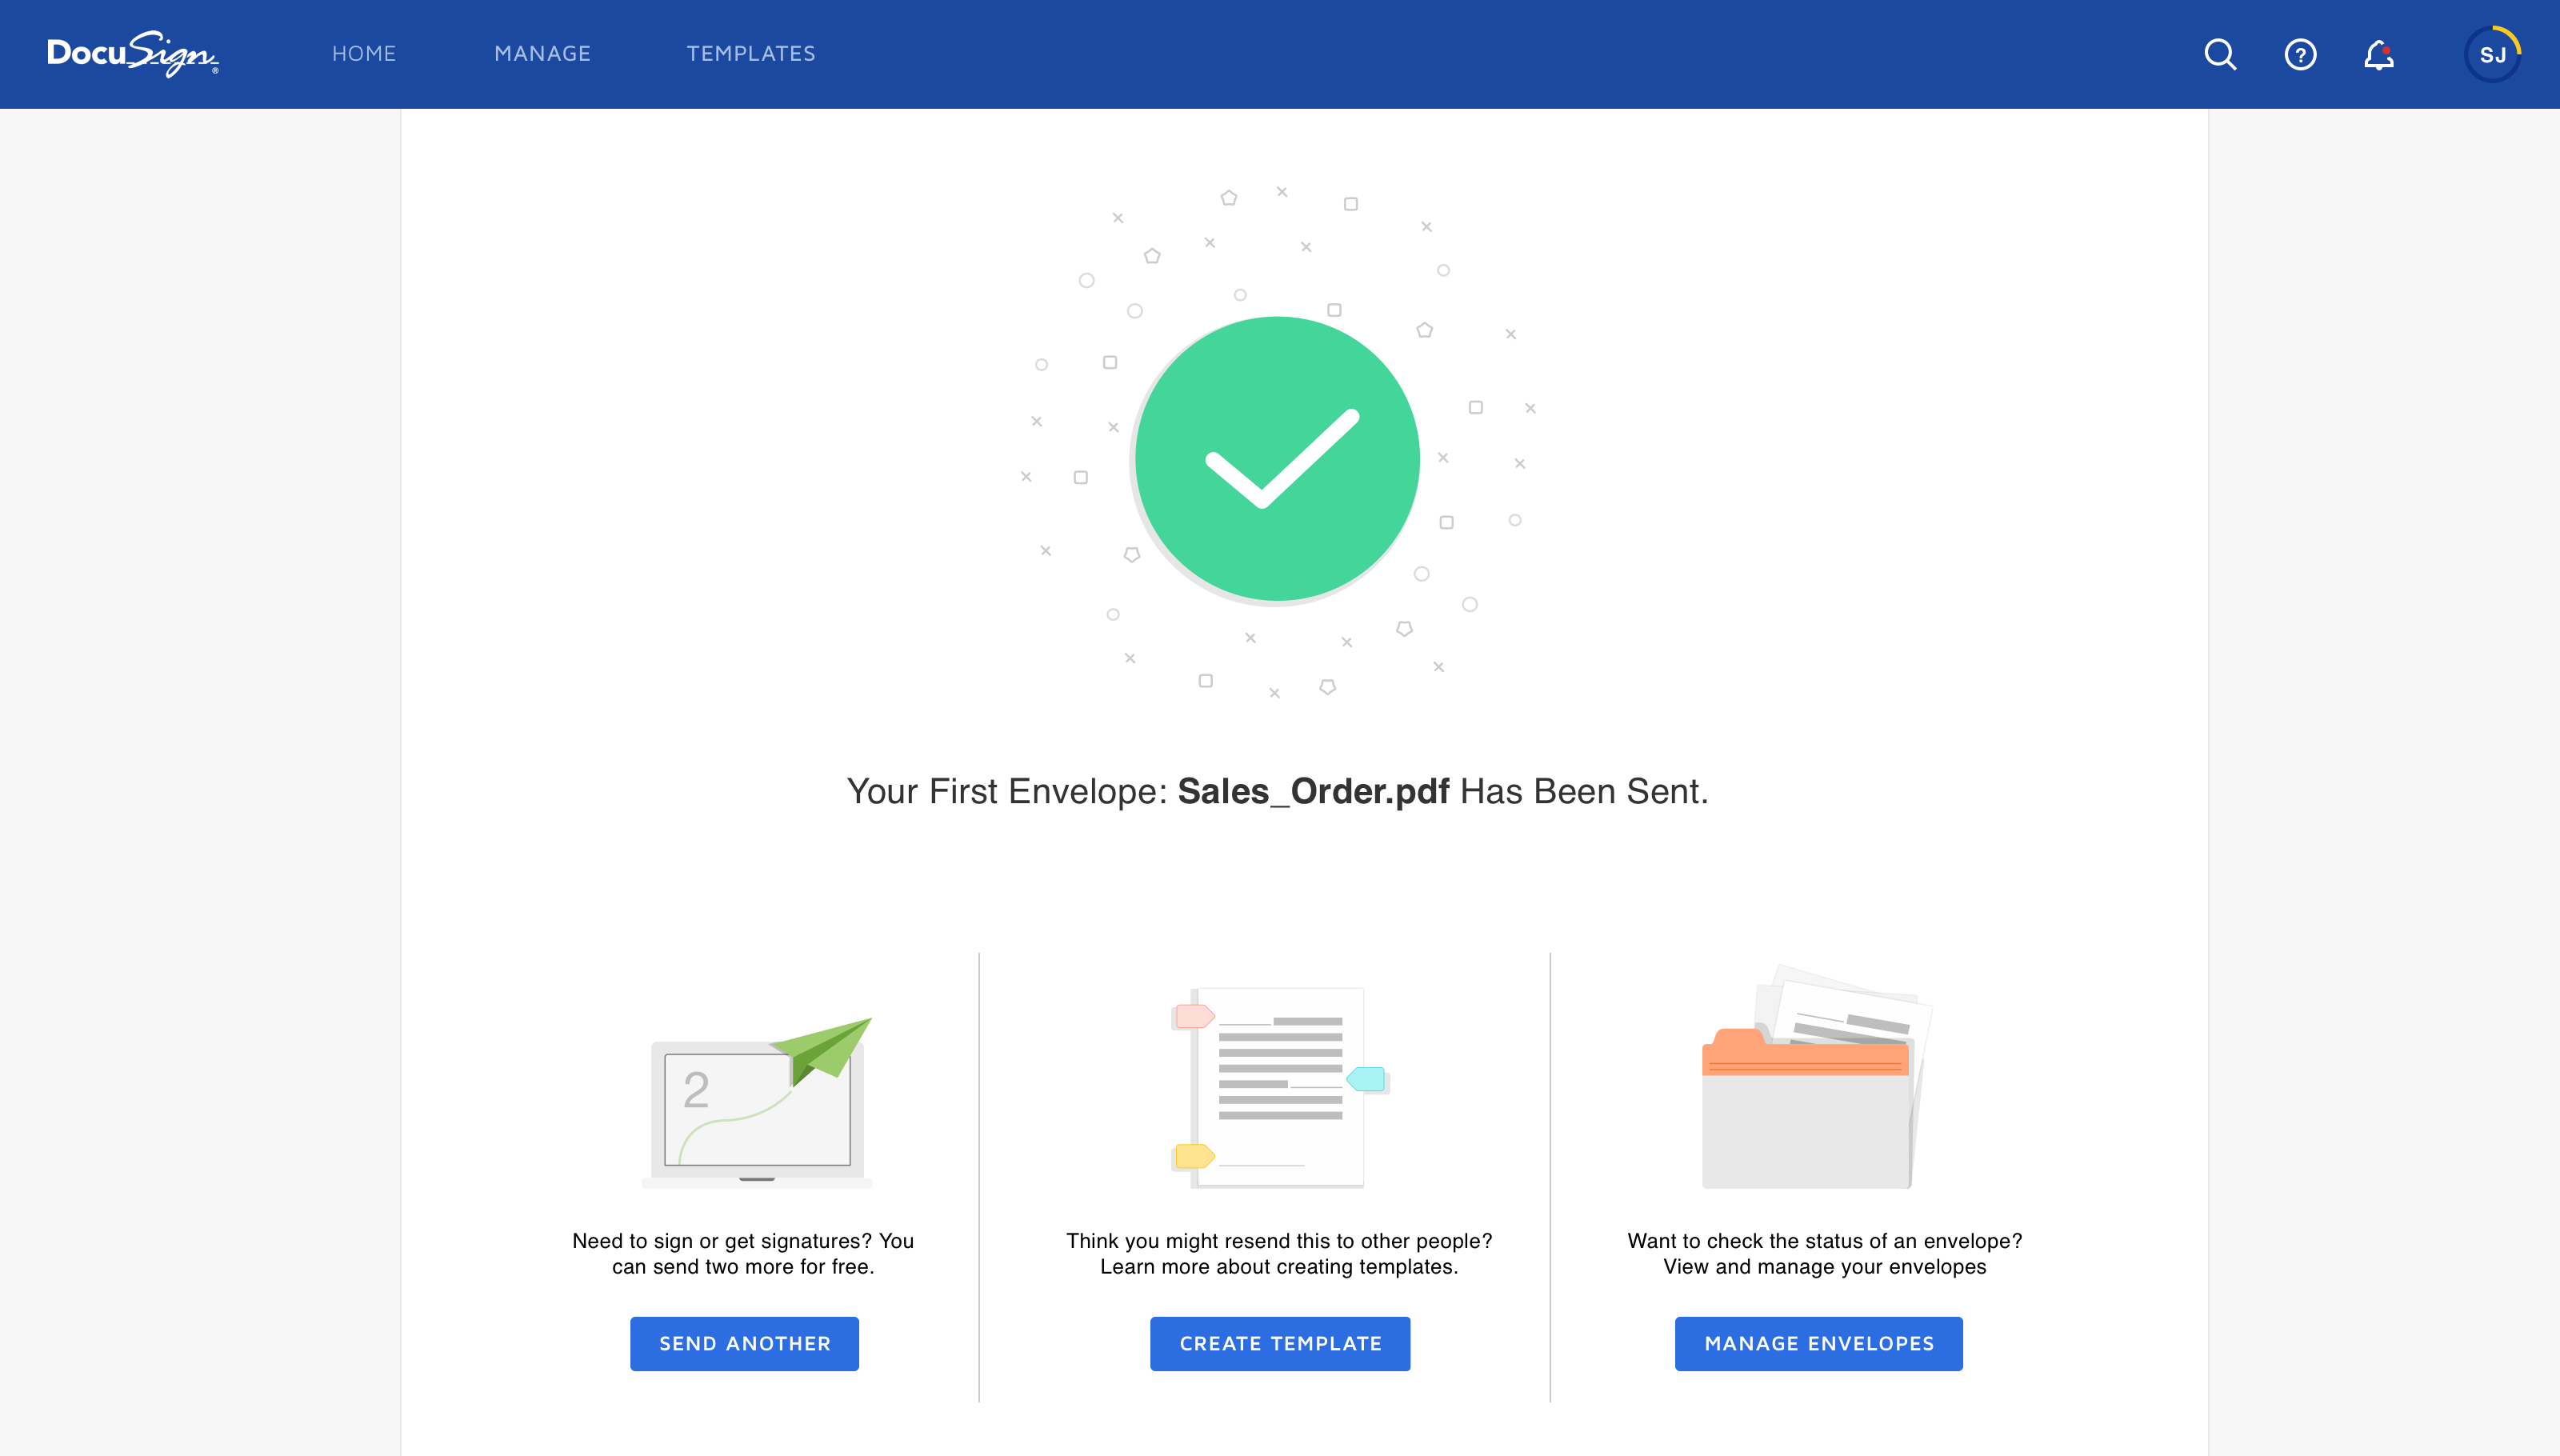 DocuSign®
HOME MANAGE TEMPLATES
? SJ
Your First Envelope: Sales_Order.pdf Has Been Sent.
2
Need to sign or get signatures? You
can send two more for free.
SEND ANOTHER
Think you might resend this to other people?
Learn more about creating templates.
CREATE TEMPLATE
Want to check the status of an envelope?
View and manage your envelopes
MANAGE ENVELOPES